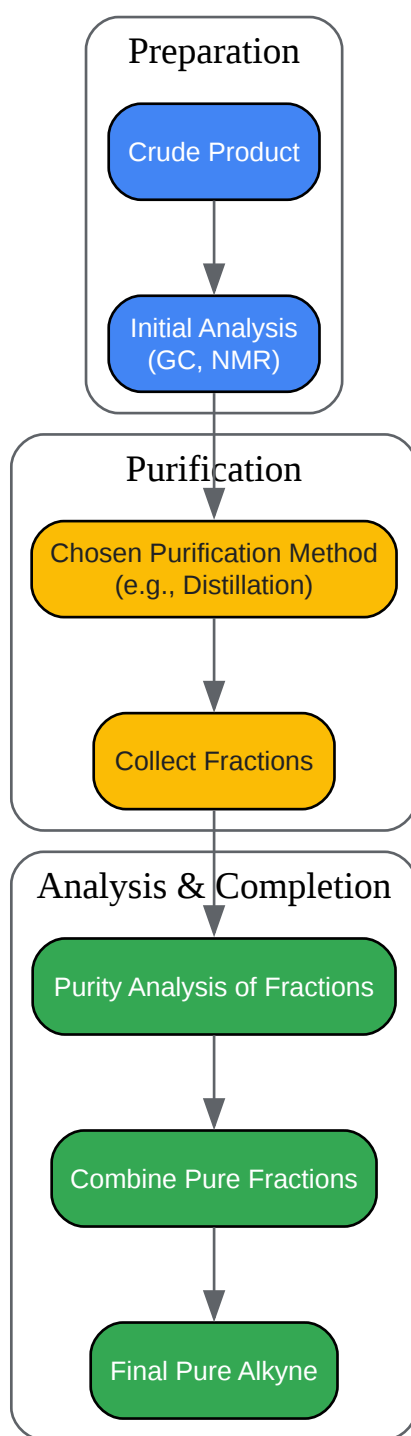 Preparation
Crude Product
Initial Analysis
(GC, NMR)
Purification
Chosen Purification Method
(e.g., Distillation)
Collect Fractions
Analysis & Completion
Purity Analysis of Fractions
Combine Pure Fractions
Final Pure Alkyne